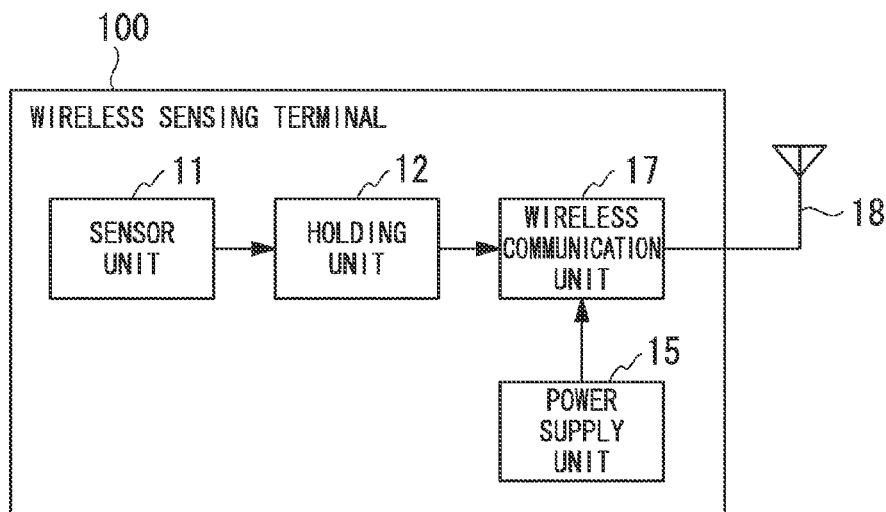 100
WIRELESS SENSING TERMINAL
11
12
17
SENSOR
UNIT
HOLDING
UNIT
WIRELESS
COMMUNICATION
UNIT
18
15
POWER
SUPPLY
UNIT